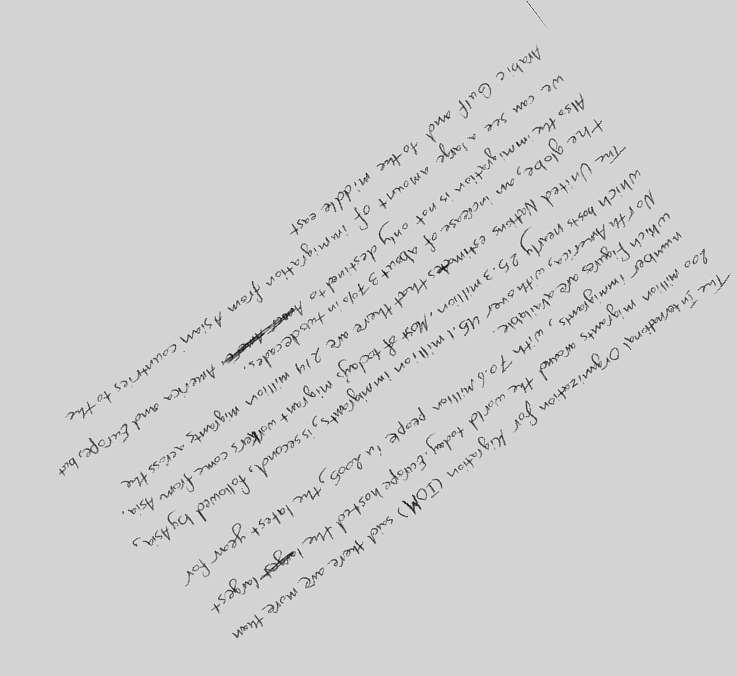 The International Organization for Migration (IOM) said there are more than
200 million migrants around the world today. Europe hosted the largest
number immigrants, with 70.6 million people in 2005, the latest year for
which figures are available.
North America, with over 45.1 million immigrants, is second, followed by Asia,
which hosts nearly 25.3 million. Most of todays migrant workers come from Asia.
The United Nations estimates that there are 214 million migrants across the
the globe, an increase of about 37% in two decades.
Also the immigration is not only destined to America and Europe, but
we can see a large amount of immigration from Asian countries to the
Arabic Gulf and to the middle east